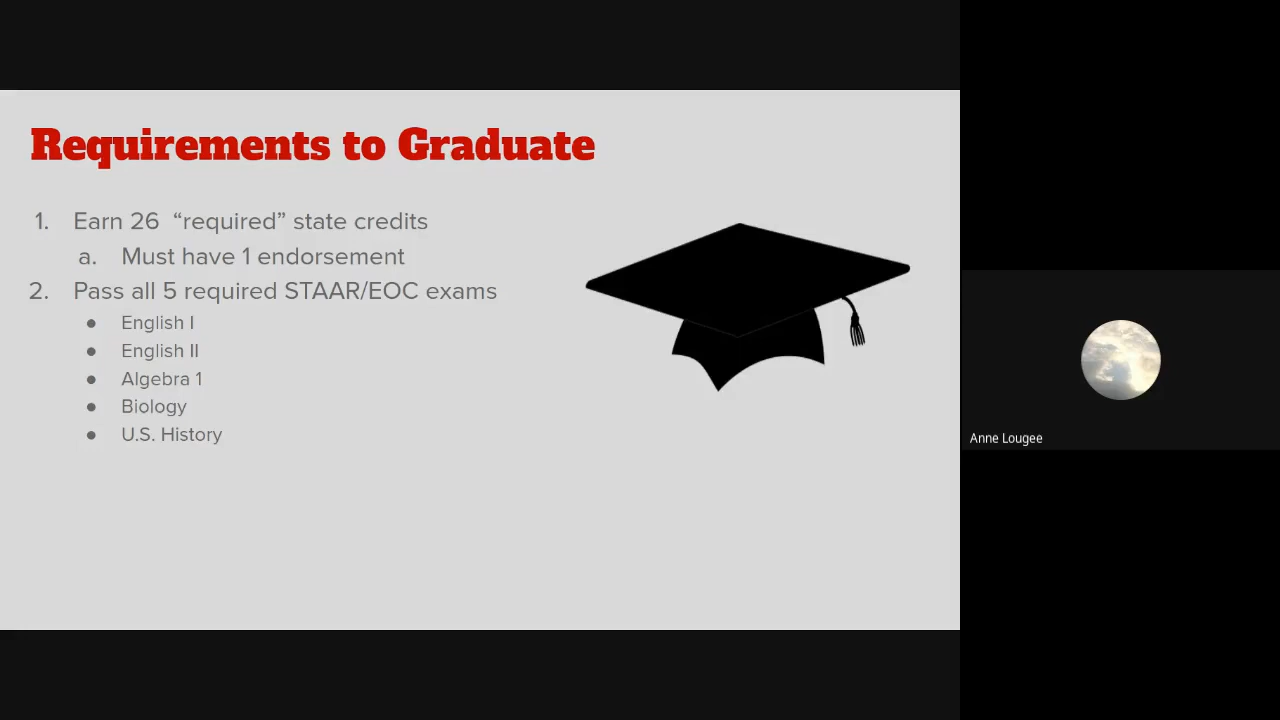 Requirements to Graduate
1. Earn 26 “required” state credits
a. Must have 1 endorsement
2. Pass all 5 required STAAR/EOC exams
● English I
● English II
● Algebra 1
● Biology
● U.S. History
Anne Lougee